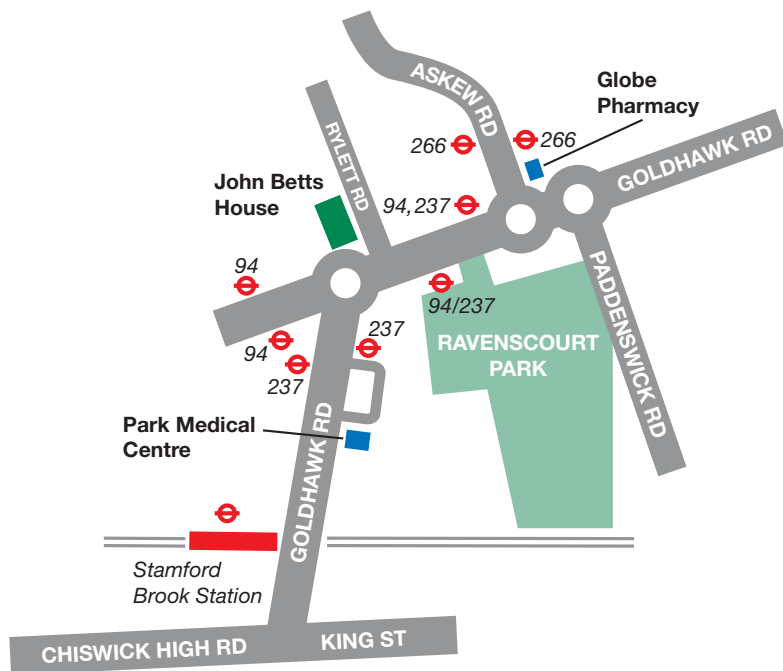 ASKEW RD
Globe
Pharmacy
266
266
GOLDHAWK RD
RYLETT RD
John Betts
House
94, 237
PADDENSWICK RD
94
94/237
237
94
237
RAVENSCOURT
PARK
Park Medical
Centre
GOLDHAWK RD
Stamford
Brook Station
CHISWICK HIGH RD
KING ST